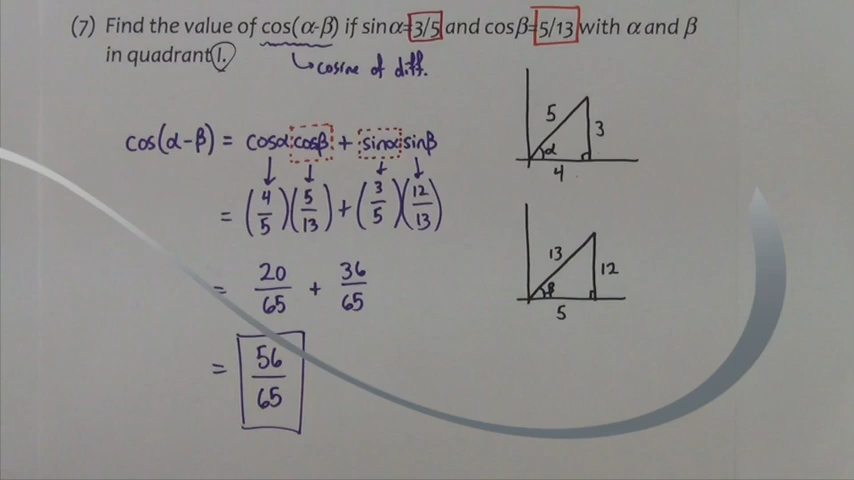 (7) Find the value of cos(α-β) if sinα=3/5 and cosβ=5/13 with α and β
in quadrant 1.
↳cosine of diff.
cos(α-β) = cosα cosβ + sinα sinβ
= (4/5)(5/13) + (3/5)(12/13)
= 20/65 + 36/65
= 56/65
5
3
α
4
13
12
β
5